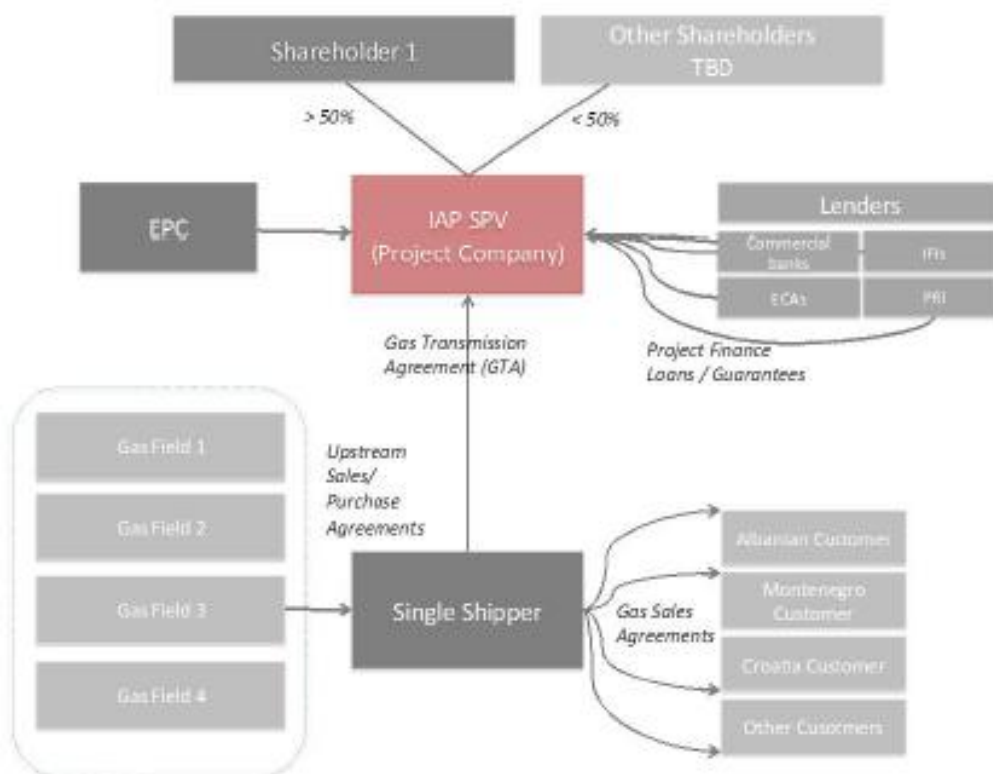 Shareholder 1
Other Shareholders
TBD
> 50%
< 50%
EPC
IAP SPV
(Project Company)
Lenders
Commercial
banks
IFIs
ECAs
PRI
Gas Transmission
Agreement (GTA)
Project Finance
Loans / Guarantees
Gas Field 1
Gas Field 2
Gas Field 3
Gas Field 4
Upstream
Sales/
Purchase
Agreements
Single Shipper
Gas Sales
Agreements
Albanian Customer
Montenegro
Customer
Croatia Customer
Other Cusotmers